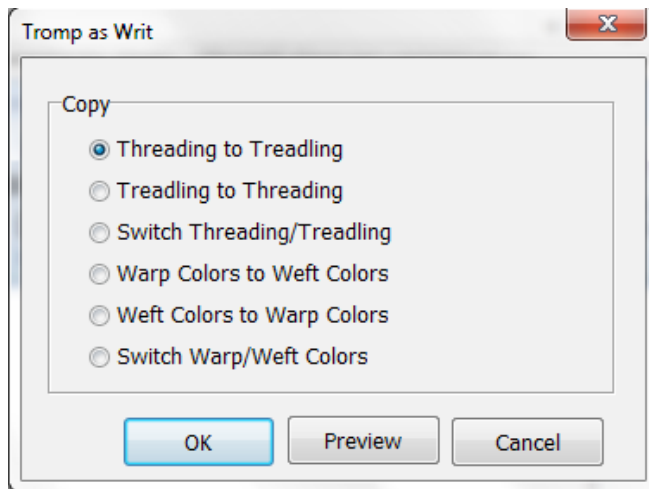 Tromp as Writ
Copy
Threading to Treadling
Treadling to Threading
Switch Threading/Treadling
Warp Colors to Weft Colors
Weft Colors to Warp Colors
Switch Warp/Weft Colors
OK Preview Cancel